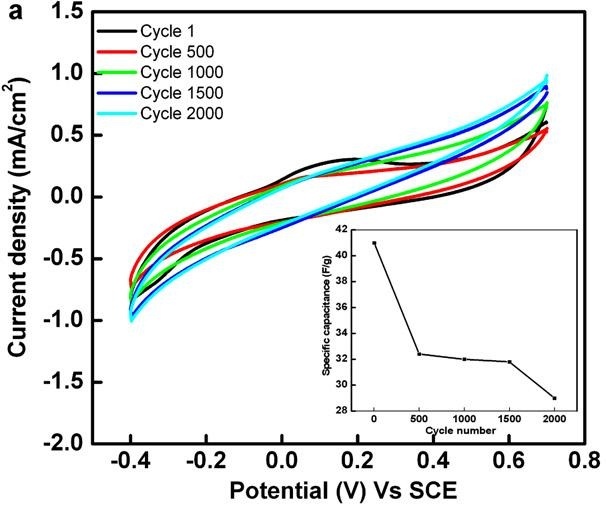 a
Cycle 1
Cycle 500
Cycle 1000
Cycle 1500
Cycle 2000
1.5
1.0
0.5
0.0
-0.5
-1.0
-1.5
-2.0
Current density (mA/cm²)
-0.4 -0.2 0.0 0.2 0.4 0.6 0.8
Potential (V) Vs SCE
42
40
38
36
34
32
30
28
Specific capacitance (F/g)
0 500 1000 1500 2000
Cycle number